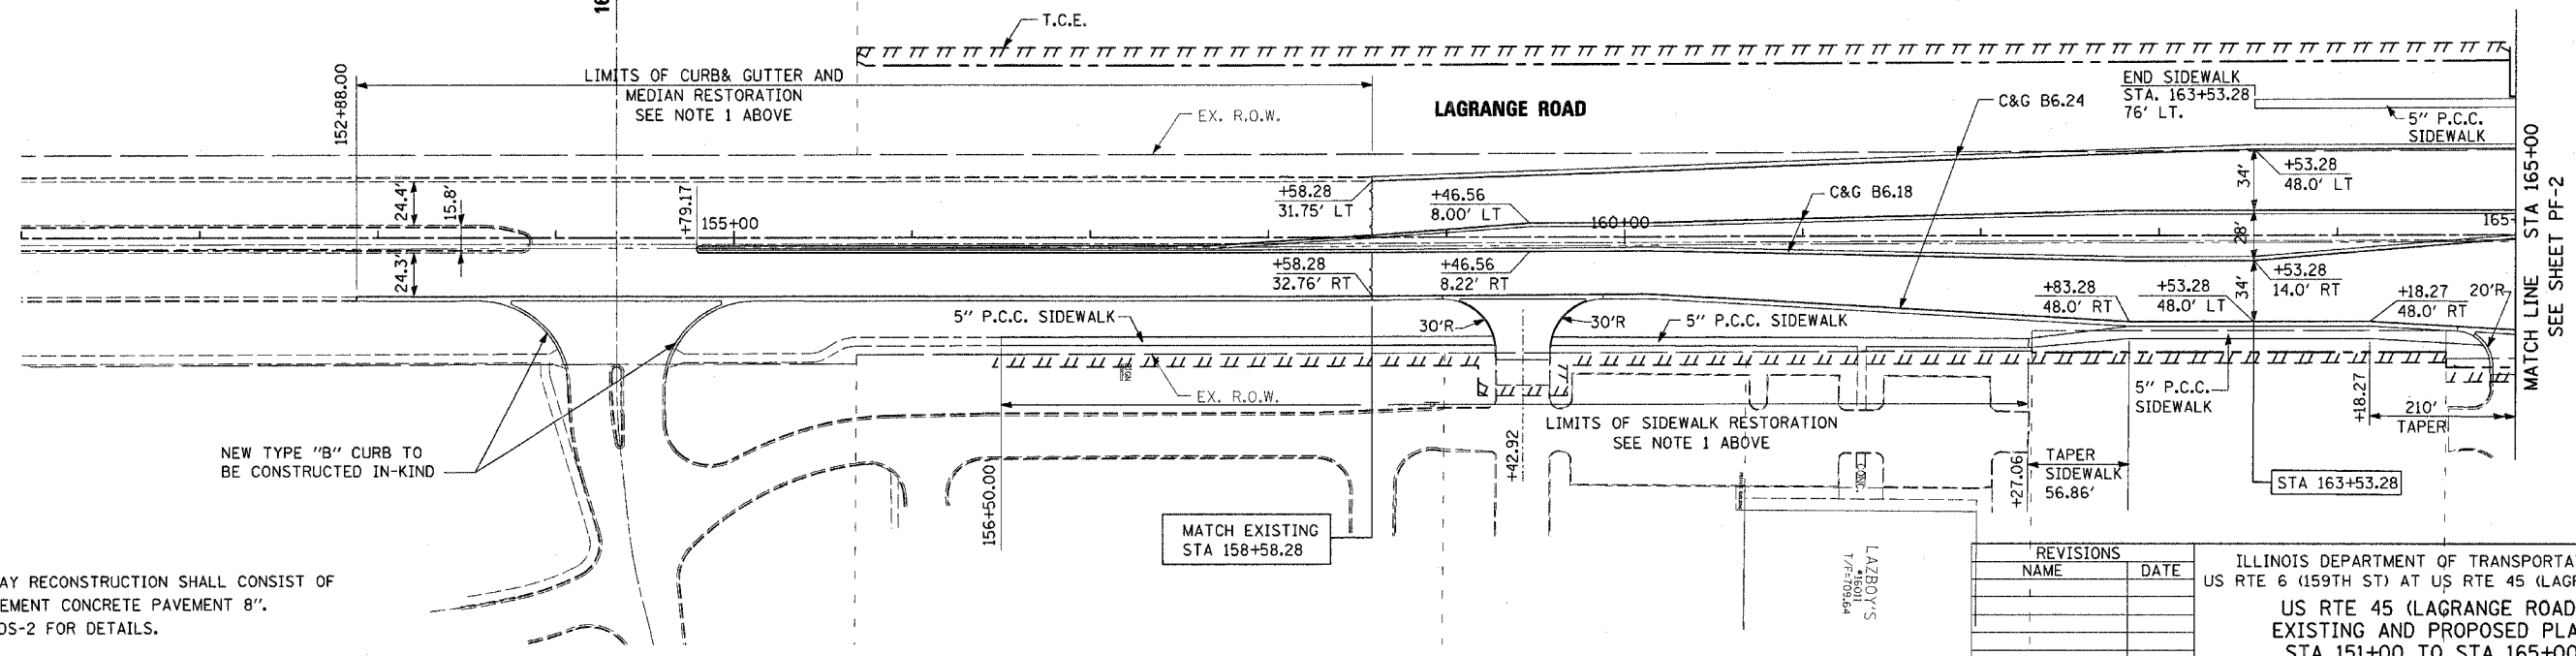 T.C.E.
152+88.00
LIMITS OF CURB& GUTTER AND
MEDIAN RESTORATION
SEE NOTE 1 ABOVE
EX. R.O.W.
LAGRANGE ROAD
C&G B6.24
END SIDEWALK
STA. 163+53.28
76' LT.
5" P.C.C.
SIDEWALK
24.4'
15.8'
24.3'
+79.17
155+00
+58.28
31.75' LT
+46.56
8.00' LT
C&G B6.18
160+00
34'
+53.28
48.0' LT
165+
28'
+58.28
32.76' RT
+46.56
8.22' RT
+53.28
14.0' RT
34'
+83.28
48.0' RT
+53.28
48.0' LT
+18.27
48.0' RT
20'R
MATCH LINE STA 165+00
SEE SHEET PF-2
5" P.C.C. SIDEWALK
30'R
30'R
5" P.C.C. SIDEWALK
SIGN
EX. R.O.W.
5" P.C.C.
SIDEWALK
+18.27
210'
TAPER
LIMITS OF SIDEWALK RESTORATION
SEE NOTE 1 ABOVE
NEW TYPE "B" CURB TO
BE CONSTRUCTED IN-KIND
156+50.00
+42.92
CONC.
+27.06
TAPER
SIDEWALK
56.86'
STA 163+53.28
MATCH EXISTING
STA 158+58.28
LAZBOY'S
#16011
T/F=709.64
AY RECONSTRUCTION SHALL CONSIST OF
EMENT CONCRETE PAVEMENT 8".
DS-2 FOR DETAILS.
REVISIONS
NAME DATE
ILLINOIS DEPARTMENT OF TRANSPORTA
US RTE 6 (159TH ST) AT US RTE 45 (LAGR
US RTE 45 (LAGRANGE ROAD
EXISTING AND PROPOSED PLA
STA 151+00 TO STA 165+00